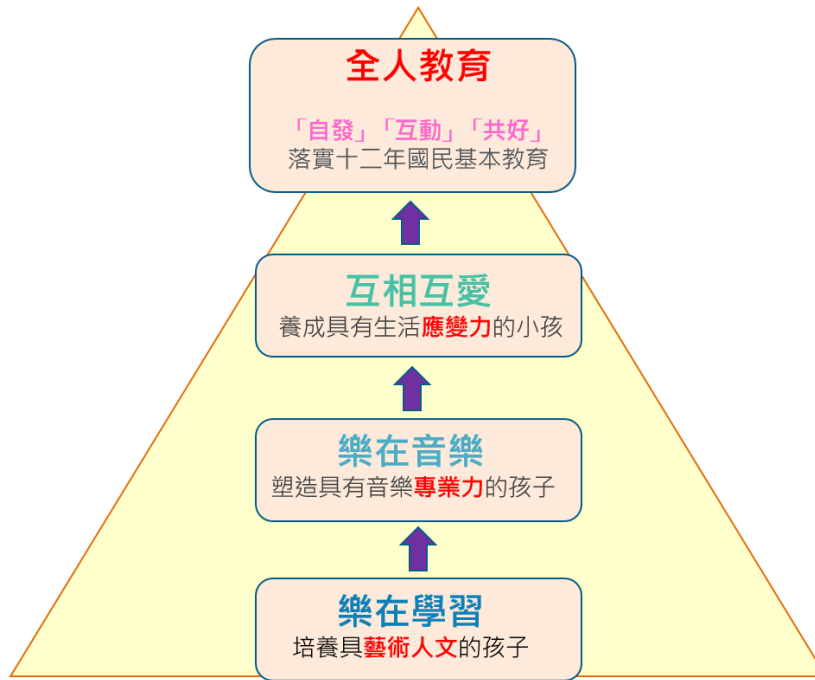 全人教育
「自發」「互動」「共好」
落實十二年國民基本教育
互相互愛
養成具有生活應變力的小孩
樂在音樂
塑造具有音樂專業力的孩子
樂在學習
培養具藝術人文的孩子